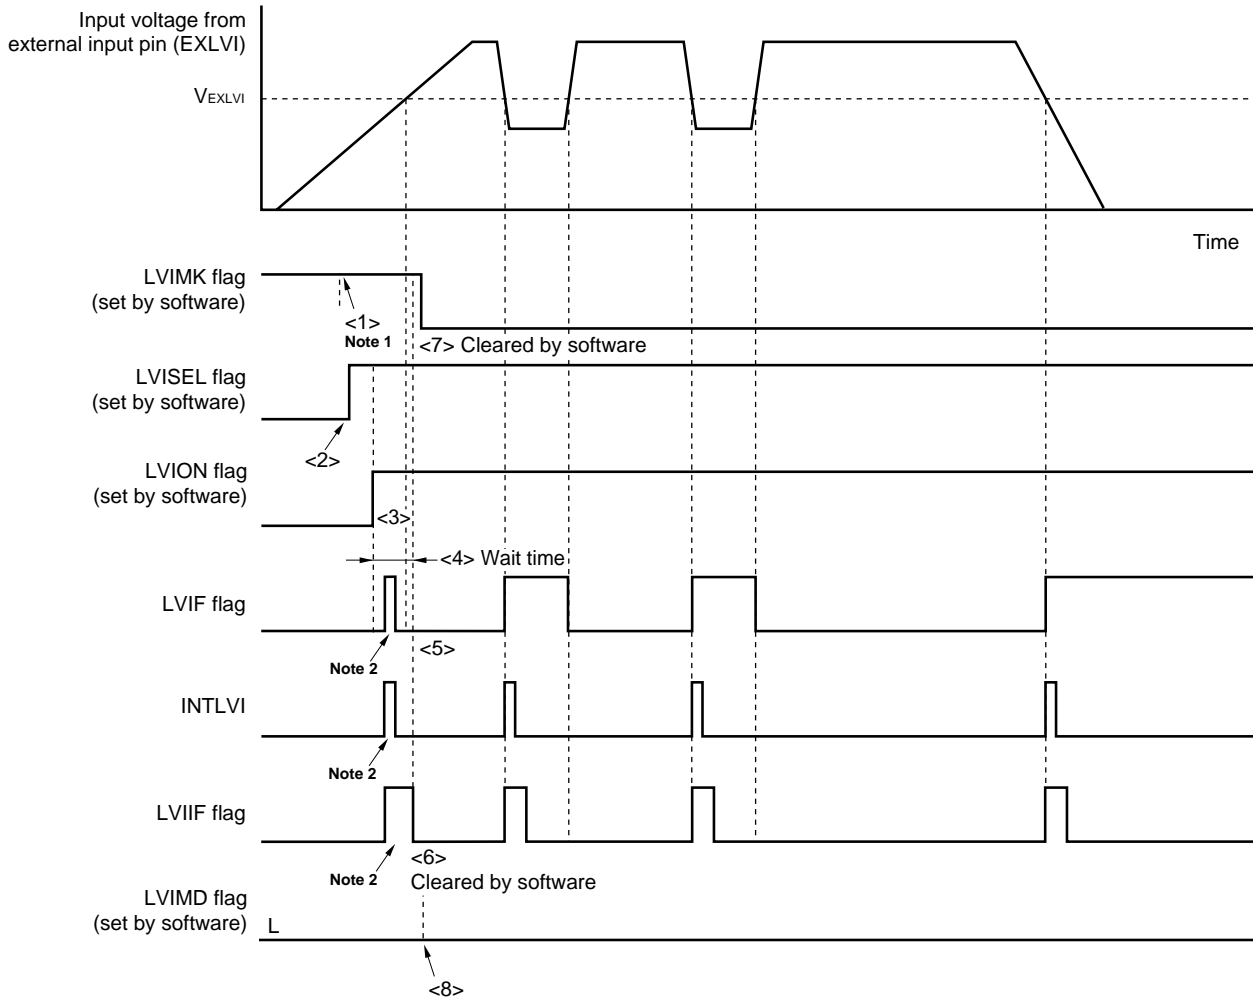 Input voltage from
external input pin (EXLVI)
VEXLVI
Time
LVIMK flag
(set by software)
<1>
Note 1
<7> Cleared by software
LVISEL flag
(set by software)
<2>
LVION flag
(set by software)
<3>
<4> Wait time
LVIF flag
Note 2
<5>
INTLVI
Note 2
LVIIF flag
Note 2
<6>
Cleared by software
LVIMD flag
(set by software)
L
<8>